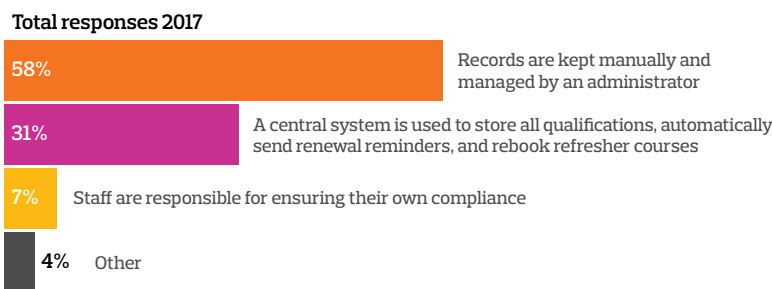 Total responses 2017
58%
Records are kept manually and
managed by an administrator
31%
A central system is used to store all qualifications, automatically
send renewal reminders, and rebook refresher courses
7%
Staff are responsible for ensuring their own compliance
4%
Other